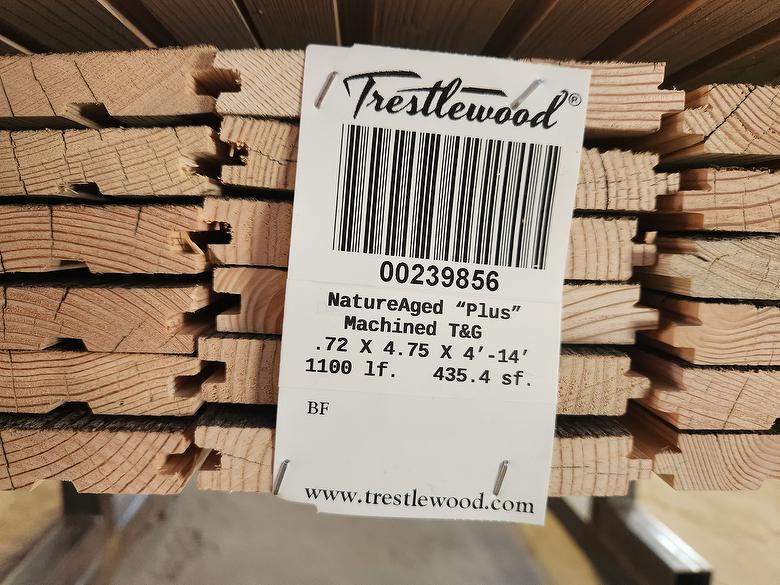 Trestlewood®
00239856
NatureAged “Plus”
Machined T&G
.72 X 4.75 X 4’-14’
1100 lf. 435.4 sf.
BF
www.trestlewood.com